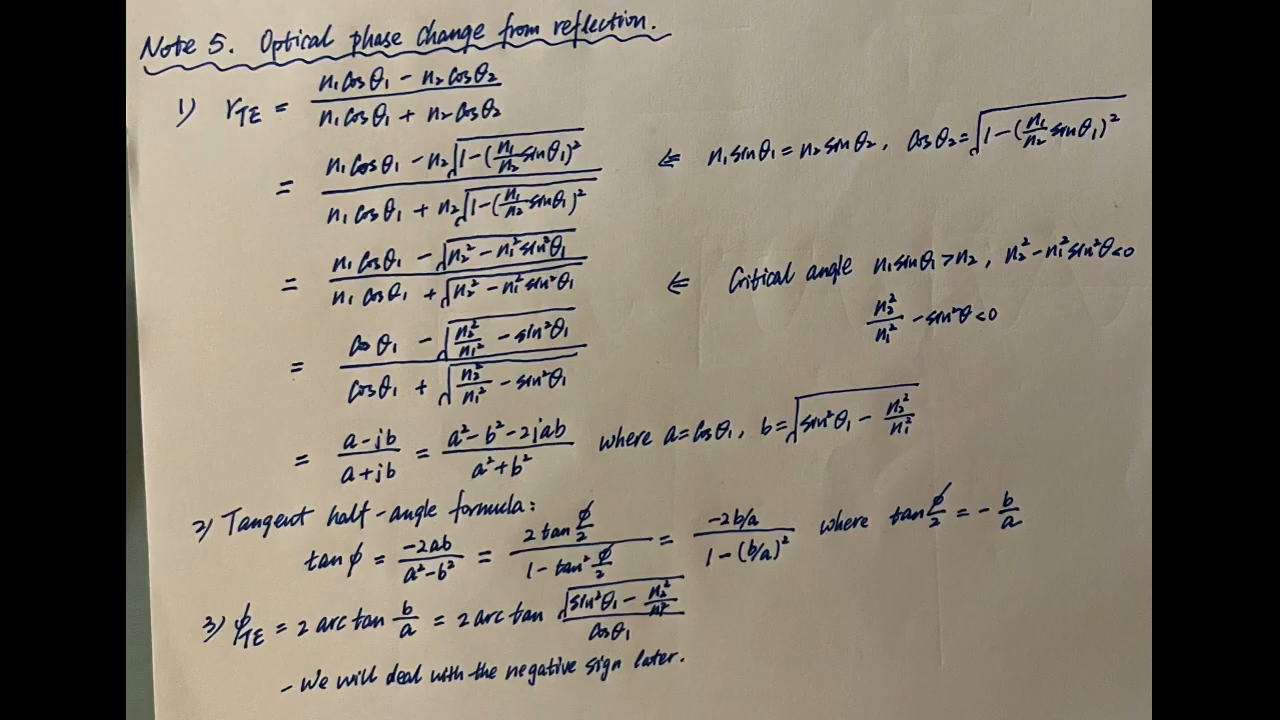 Note 5. Optical phase change from reflection.
1) r_TE = (n₁cosθ₁ - n₂cosθ₂) / (n₁cosθ₁ + n₂cosθ₂)
= (n₁cosθ₁ - n₂√(1-(n₁/n₂ sinθ₁)²)) / (n₁cosθ₁ + n₂√(1-(n₁/n₂ sinθ₁)²)) ⇐ n₁sinθ₁ = n₂sinθ₂, cosθ₂ = √(1-(n₁/n₂ sinθ₁)²)
= (n₁cosθ₁ - √(n₂² - n₁²sin²θ₁)) / (n₁cosθ₁ + √(n₂² - n₁²sin²θ₁)) ⇐ Critical angle n₁sinθ₁>n₂, n₂²-n₁²sin²θ<0
n₂²/n₁² - sin²θ<0
= (cosθ₁ - √(n₂²/n₁² - sin²θ₁)) / (cosθ₁ + √(n₂²/n₁² - sin²θ₁))
= (a-jb)/(a+jb) = (a²-b²-2jab)/(a²+b²) where a=cosθ₁, b=√(sin²θ₁ - n₂²/n₁²)
2) Tangent half-angle formula:
tanφ = -2ab/(a²-b²) = (2tan φ/2)/(1-tan² φ/2) = (-2b/a)/(1-(b/a)²) where tan φ/2 = -b/a
3) φ_TE = 2 arc tan b/a = 2 arc tan √(sin²θ₁ - n₂²/n₁²)/cosθ₁
- We will deal with the negative sign later.